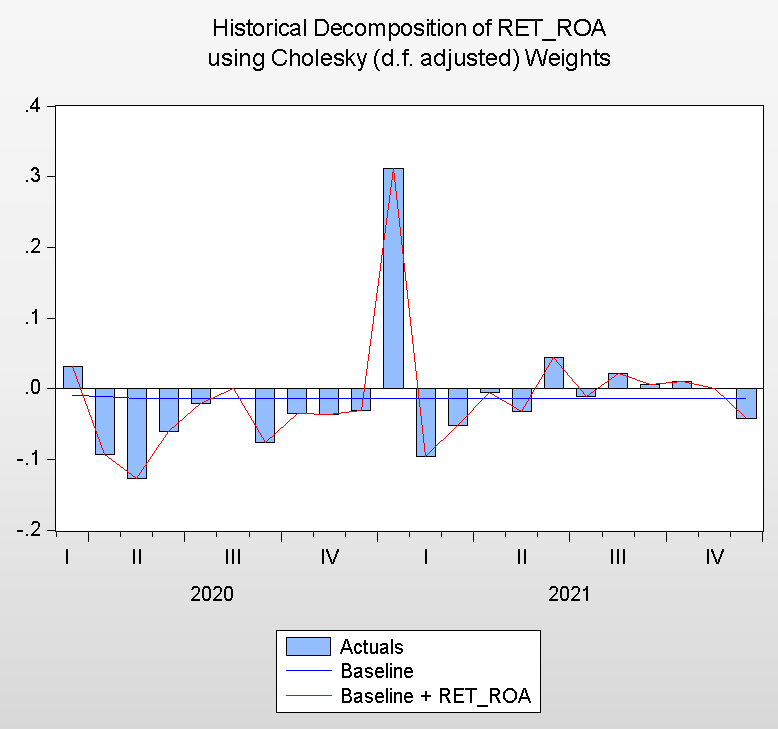 Historical Decomposition of RET_ROA
using Cholesky (d.f. adjusted) Weights
.4
.3
.2
.1
.0
-.1
-.2
I II III IV I II III IV
2020 2021
Actuals
Baseline
Baseline + RET_ROA